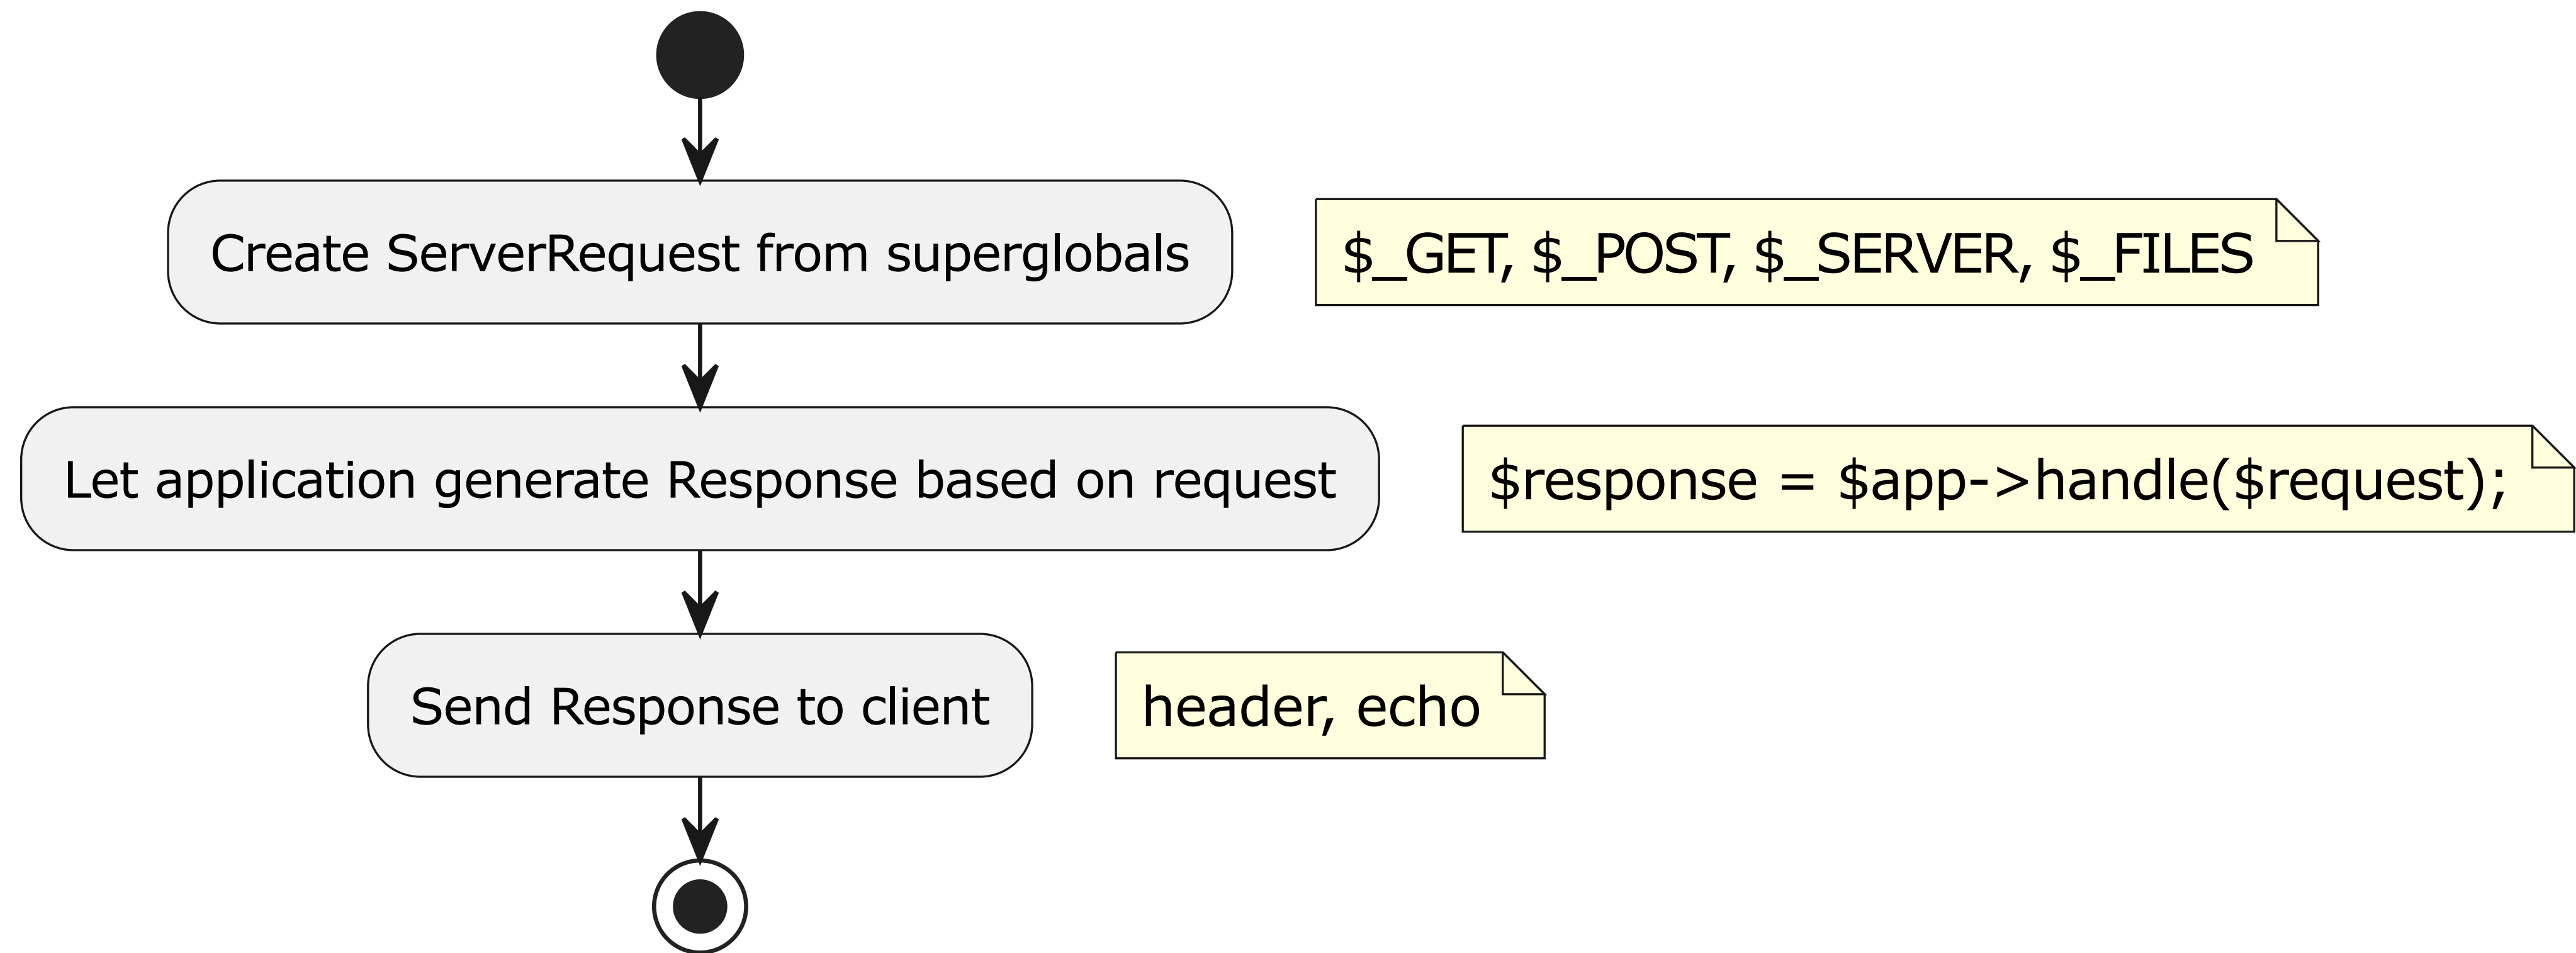 Create ServerRequest from superglobals
$_GET, $_POST, $_SERVER, $_FILES
Let application generate Response based on request
$response = $app->handle($request);
Send Response to client
header, echo